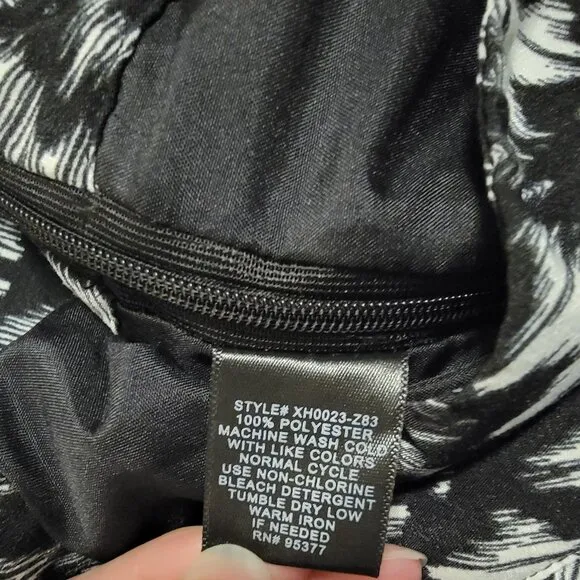 STYLE# XH0023-Z83
100% POLYESTER
MACHINE WASH COLD
WITH LIKE COLORS
NORMAL CYCLE
USE NON-CHLORINE
BLEACH DETERGENT
TUMBLE DRY LOW
WARM IRON
IF NEEDED
RN# 95377